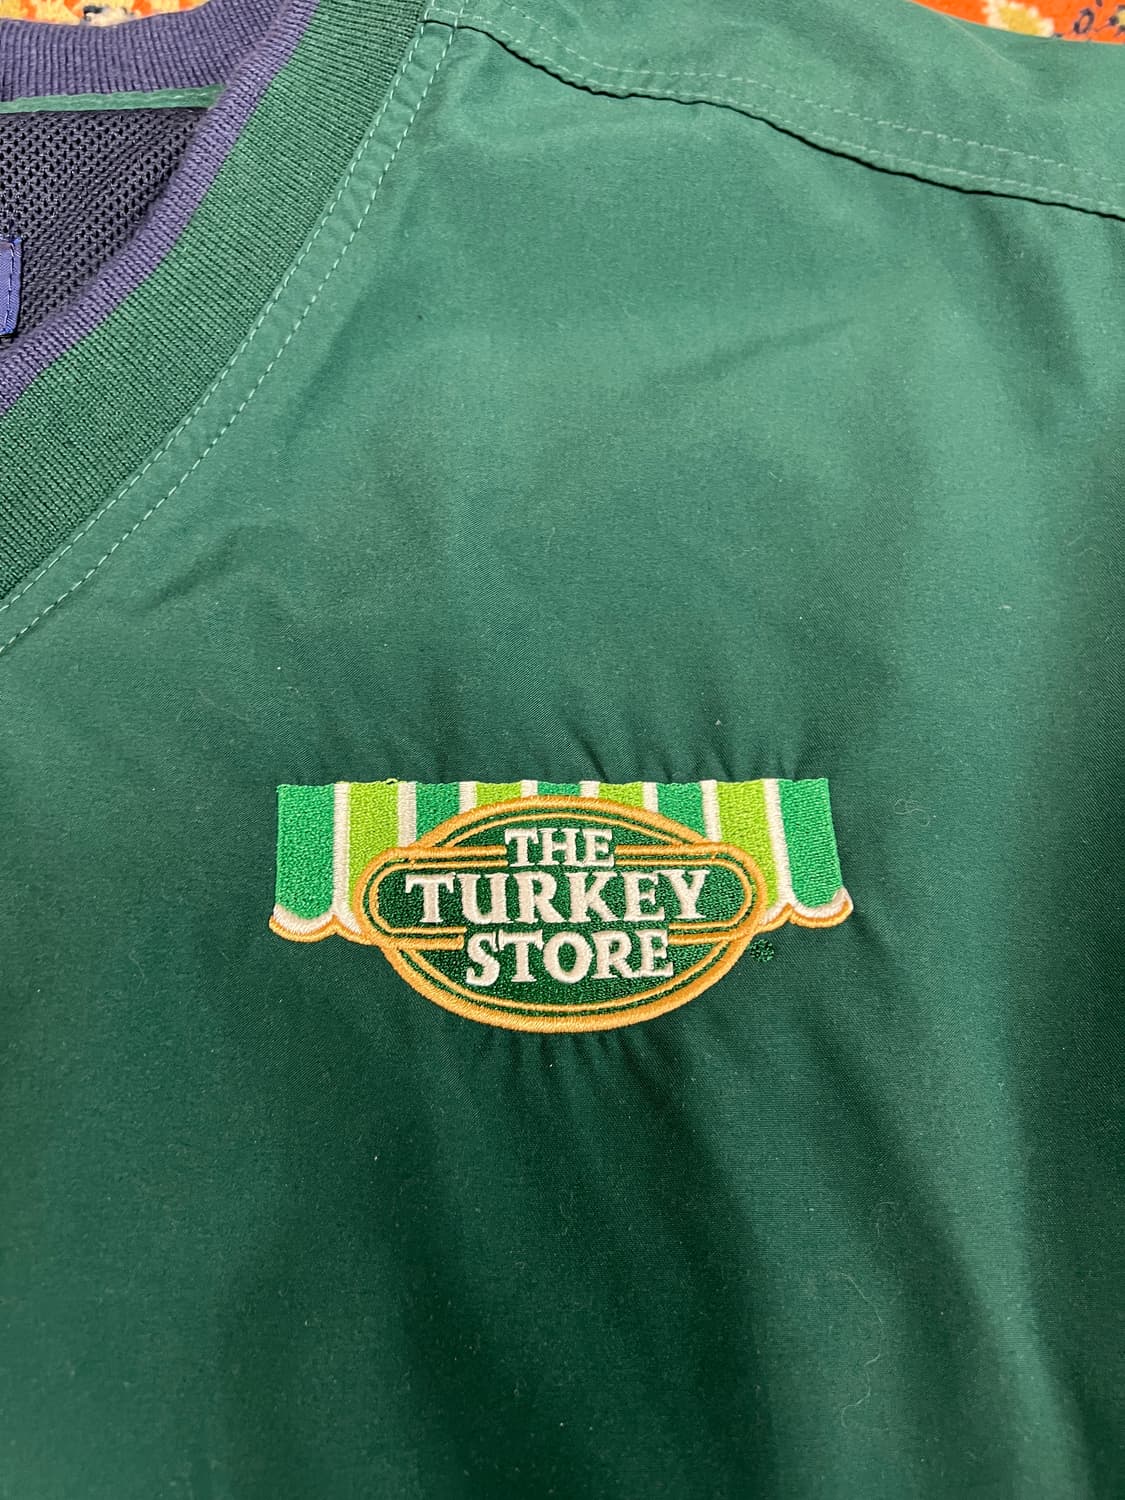 THE
TURKEY
STORE
®